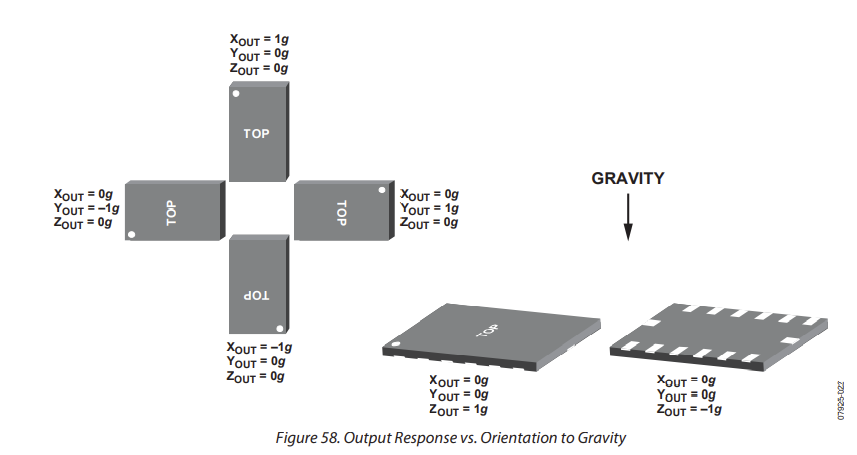 XOUT = 1g
YOUT = 0g
ZOUT = 0g
TOP
XOUT = 0g
YOUT = –1g
ZOUT = 0g
TOP
TOP
XOUT = 0g
YOUT = 1g
ZOUT = 0g
TOP
XOUT = –1g
YOUT = 0g
ZOUT = 0g
GRAVITY
TOP
XOUT = 0g
YOUT = 0g
ZOUT = 1g
XOUT = 0g
YOUT = 0g
ZOUT = –1g
07925-027
Figure 58. Output Response vs. Orientation to Gravity